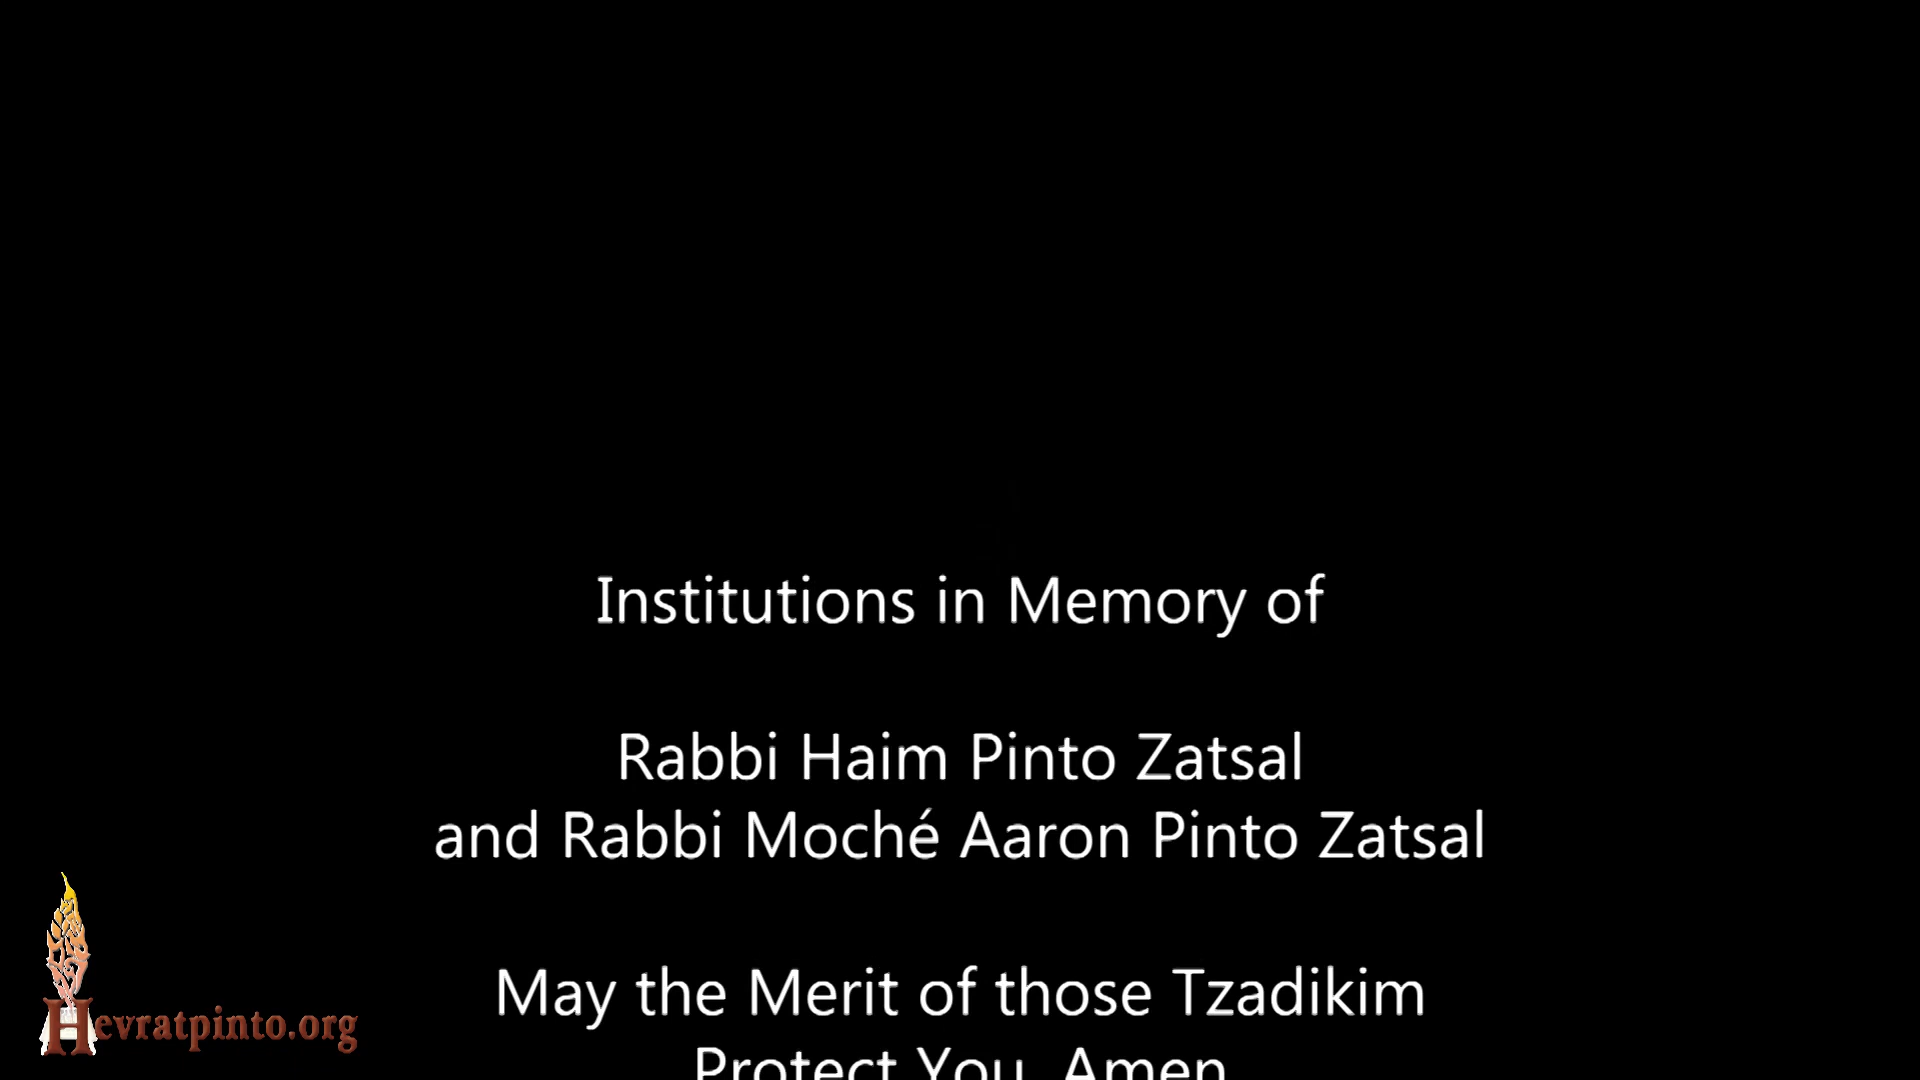 Institutions in Memory of
Rabbi Haim Pinto Zatsal
and Rabbi Moché Aaron Pinto Zatsal
May the Merit of those Tzadikim
Protect You, Amen
Hevratpinto.org